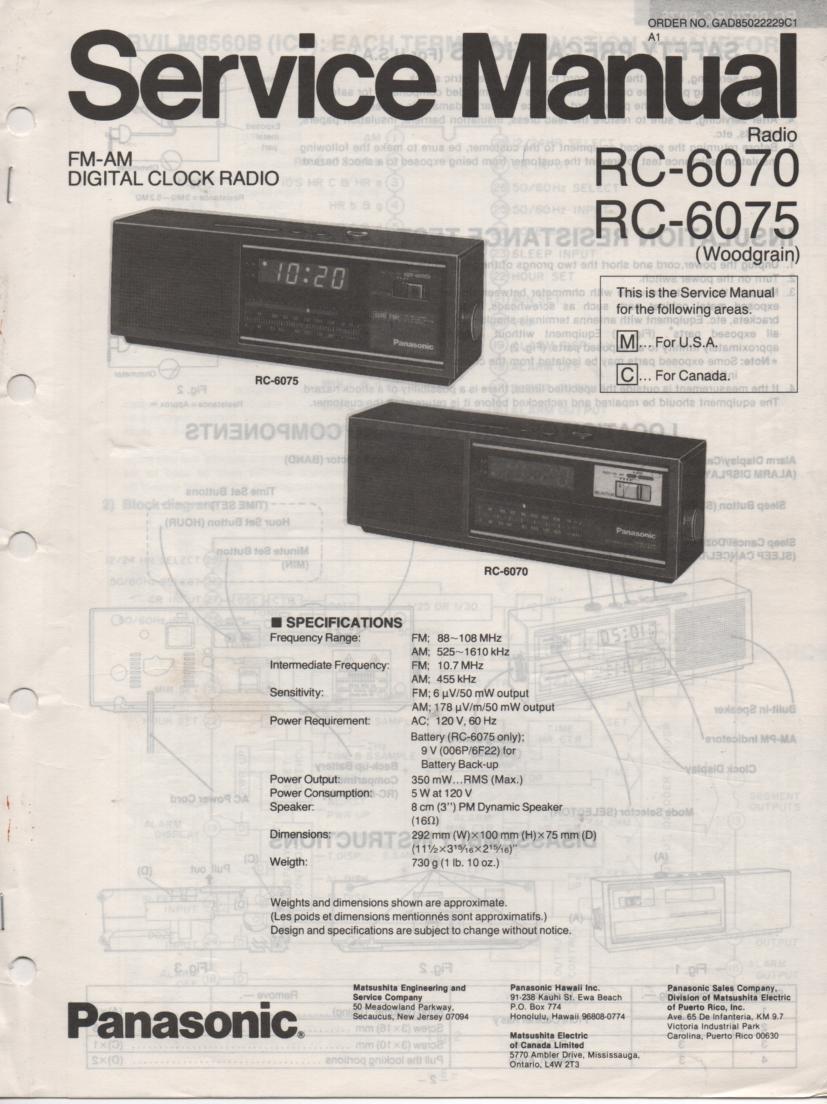 ORDER NO. GAD85022229C1
A1
Service Manual
FM-AM
DIGITAL CLOCK RADIO
Radio
RC-6070
RC-6075
(Woodgrain)
This is the Service Manual
for the following areas.
M ... For U.S.A.
C ... For Canada.
10:20
Panasonic
RC-6075
Panasonic
RC-6070
■ SPECIFICATIONS
Frequency Range: FM; 88~108 MHz
AM; 525~1610 kHz
Intermediate Frequency: FM; 10.7 MHz
AM; 455 kHz
Sensitivity: FM; 6 µV/50 mW output
AM; 178 µV/m/50 mW output
Power Requirement: AC; 120 V, 60 Hz
Battery (RC-6075 only);
9 V (006P/6F22) for
Battery Back-up
Power Output: 350 mW...RMS (Max.)
Power Consumption: 5 W at 120 V
Speaker: 8 cm (3'') PM Dynamic Speaker
(16Ω)
Dimensions: 292 mm (W)×100 mm (H)×75 mm (D)
(11½×3¹⁵⁄₁₆×2¹⁵⁄₁₆)''
Weigth: 730 g (1 lb. 10 oz.)
Weights and dimensions shown are approximate.
(Les poids et dimensions mentionnés sont approximatifs.)
Design and specifications are subject to change without notice.
Panasonic®
Matsushita Engineering and
Service Company
50 Meadowland Parkway,
Secaucus, New Jersey 07094
Panasonic Hawaii Inc.
91-238 Kauhi St. Ewa Beach
P.O. Box 774
Honolulu, Hawaii 96808-0774
Matsushita Electric
of Canada Limited
5770 Ambler Drive, Mississauga,
Ontario, L4W 2T3
Panasonic Sales Company,
Division of Matsushita Electric
of Puerto Rico, Inc.
Ave. 65 De Infanteria, KM 9.7
Victoria Industrial Park
Carolina, Puerto Rico 00630